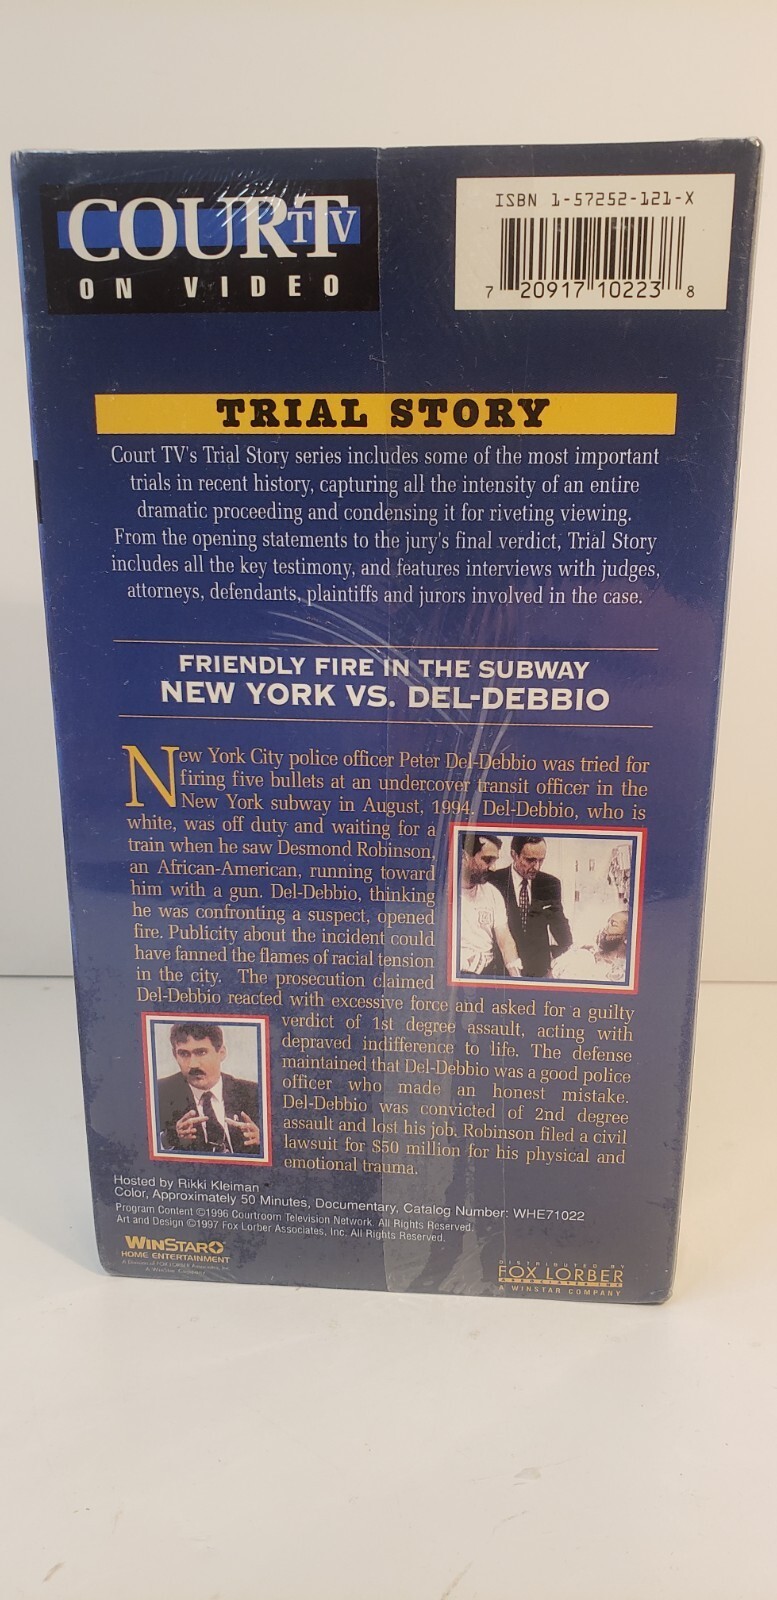 COURT TV
ON VIDEO
ISBN 1-57252-121-X
7 20917 10223 8
TRIAL STORY
Court TV's Trial Story series includes some of the most important
trials in recent history, capturing all the intensity of an entire
dramatic proceeding and condensing it for riveting viewing.
From the opening statements to the jury's final verdict, Trial Story
includes all the key testimony, and features interviews with judges,
attorneys, defendants, plaintiffs and jurors involved in the case.
FRIENDLY FIRE IN THE SUBWAY
NEW YORK VS. DEL-DEBBIO
New York City police officer Peter Del-Debbio was tried for
firing five bullets at an undercover transit officer in the
New York subway in August, 1994. Del-Debbio, who is
white, was off duty and waiting for a
train when he saw Desmond Robinson,
an African-American, running toward
him with a gun. Del-Debbio, thinking
he was confronting a suspect, opened
fire. Publicity about the incident could
have fanned the flames of racial tension
in the city. The prosecution claimed
Del-Debbio reacted with excessive force and asked for a guilty
verdict of 1st degree assault, acting with
depraved indifference to life. The defense
maintained that Del-Debbio was a good police
officer who made an honest mistake.
Del-Debbio was convicted of 2nd degree
assault and lost his job. Robinson filed a civil
lawsuit for $50 million for his physical and
emotional trauma.
Hosted by Rikki Kleiman
Color, Approximately 50 Minutes, Documentary, Catalog Number: WHE71022
Program Content ©1996 Courtroom Television Network. All Rights Reserved.
Art and Design ©1997 Fox Lorber Associates, Inc. All Rights Reserved.
WINSTAR
HOME ENTERTAINMENT
A Division of FOX LORBER Associates, Inc.
A WinStar Company
DISTRIBUTED BY
FOX LORBER
ASSOCIATES INC
A WINSTAR COMPANY